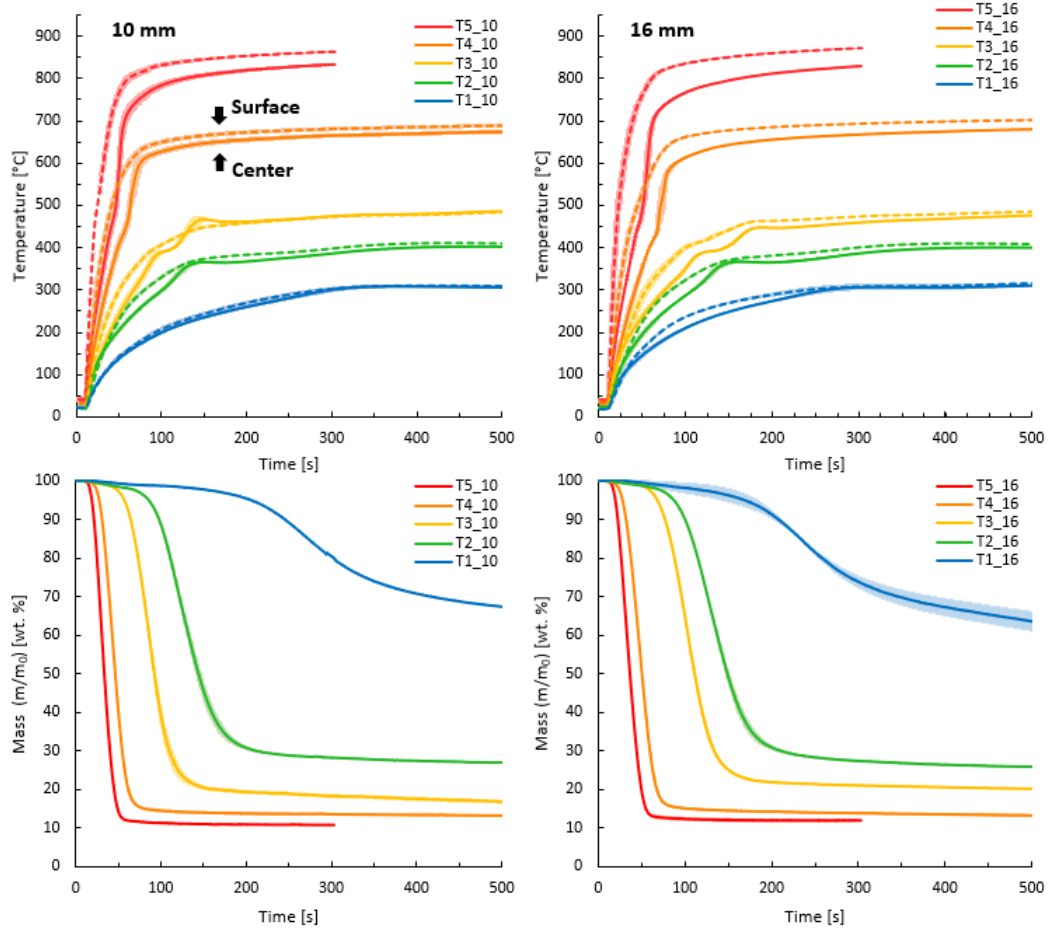 10 mm
T5_10
T4_10
T3_10
T2_10
T1_10
Surface
Center
Temperature [°C]
900
800
700
600
500
400
300
200
100
0
0 100 200 300 400 500
Time [s]
16 mm
T5_16
T4_16
T3_16
T2_16
T1_16
Temperature [°C]
900
800
700
600
500
400
300
200
100
0
0 100 200 300 400 500
Time [s]
T5_10
T4_10
T3_10
T2_10
T1_10
Mass (m/m₀) [wt. %]
100
90
80
70
60
50
40
30
20
10
0
0 100 200 300 400 500
Time [s]
T5_16
T4_16
T3_16
T2_16
T1_16
Mass (m/m₀) [wt. %]
100
90
80
70
60
50
40
30
20
10
0
0 100 200 300 400 500
Time [s]